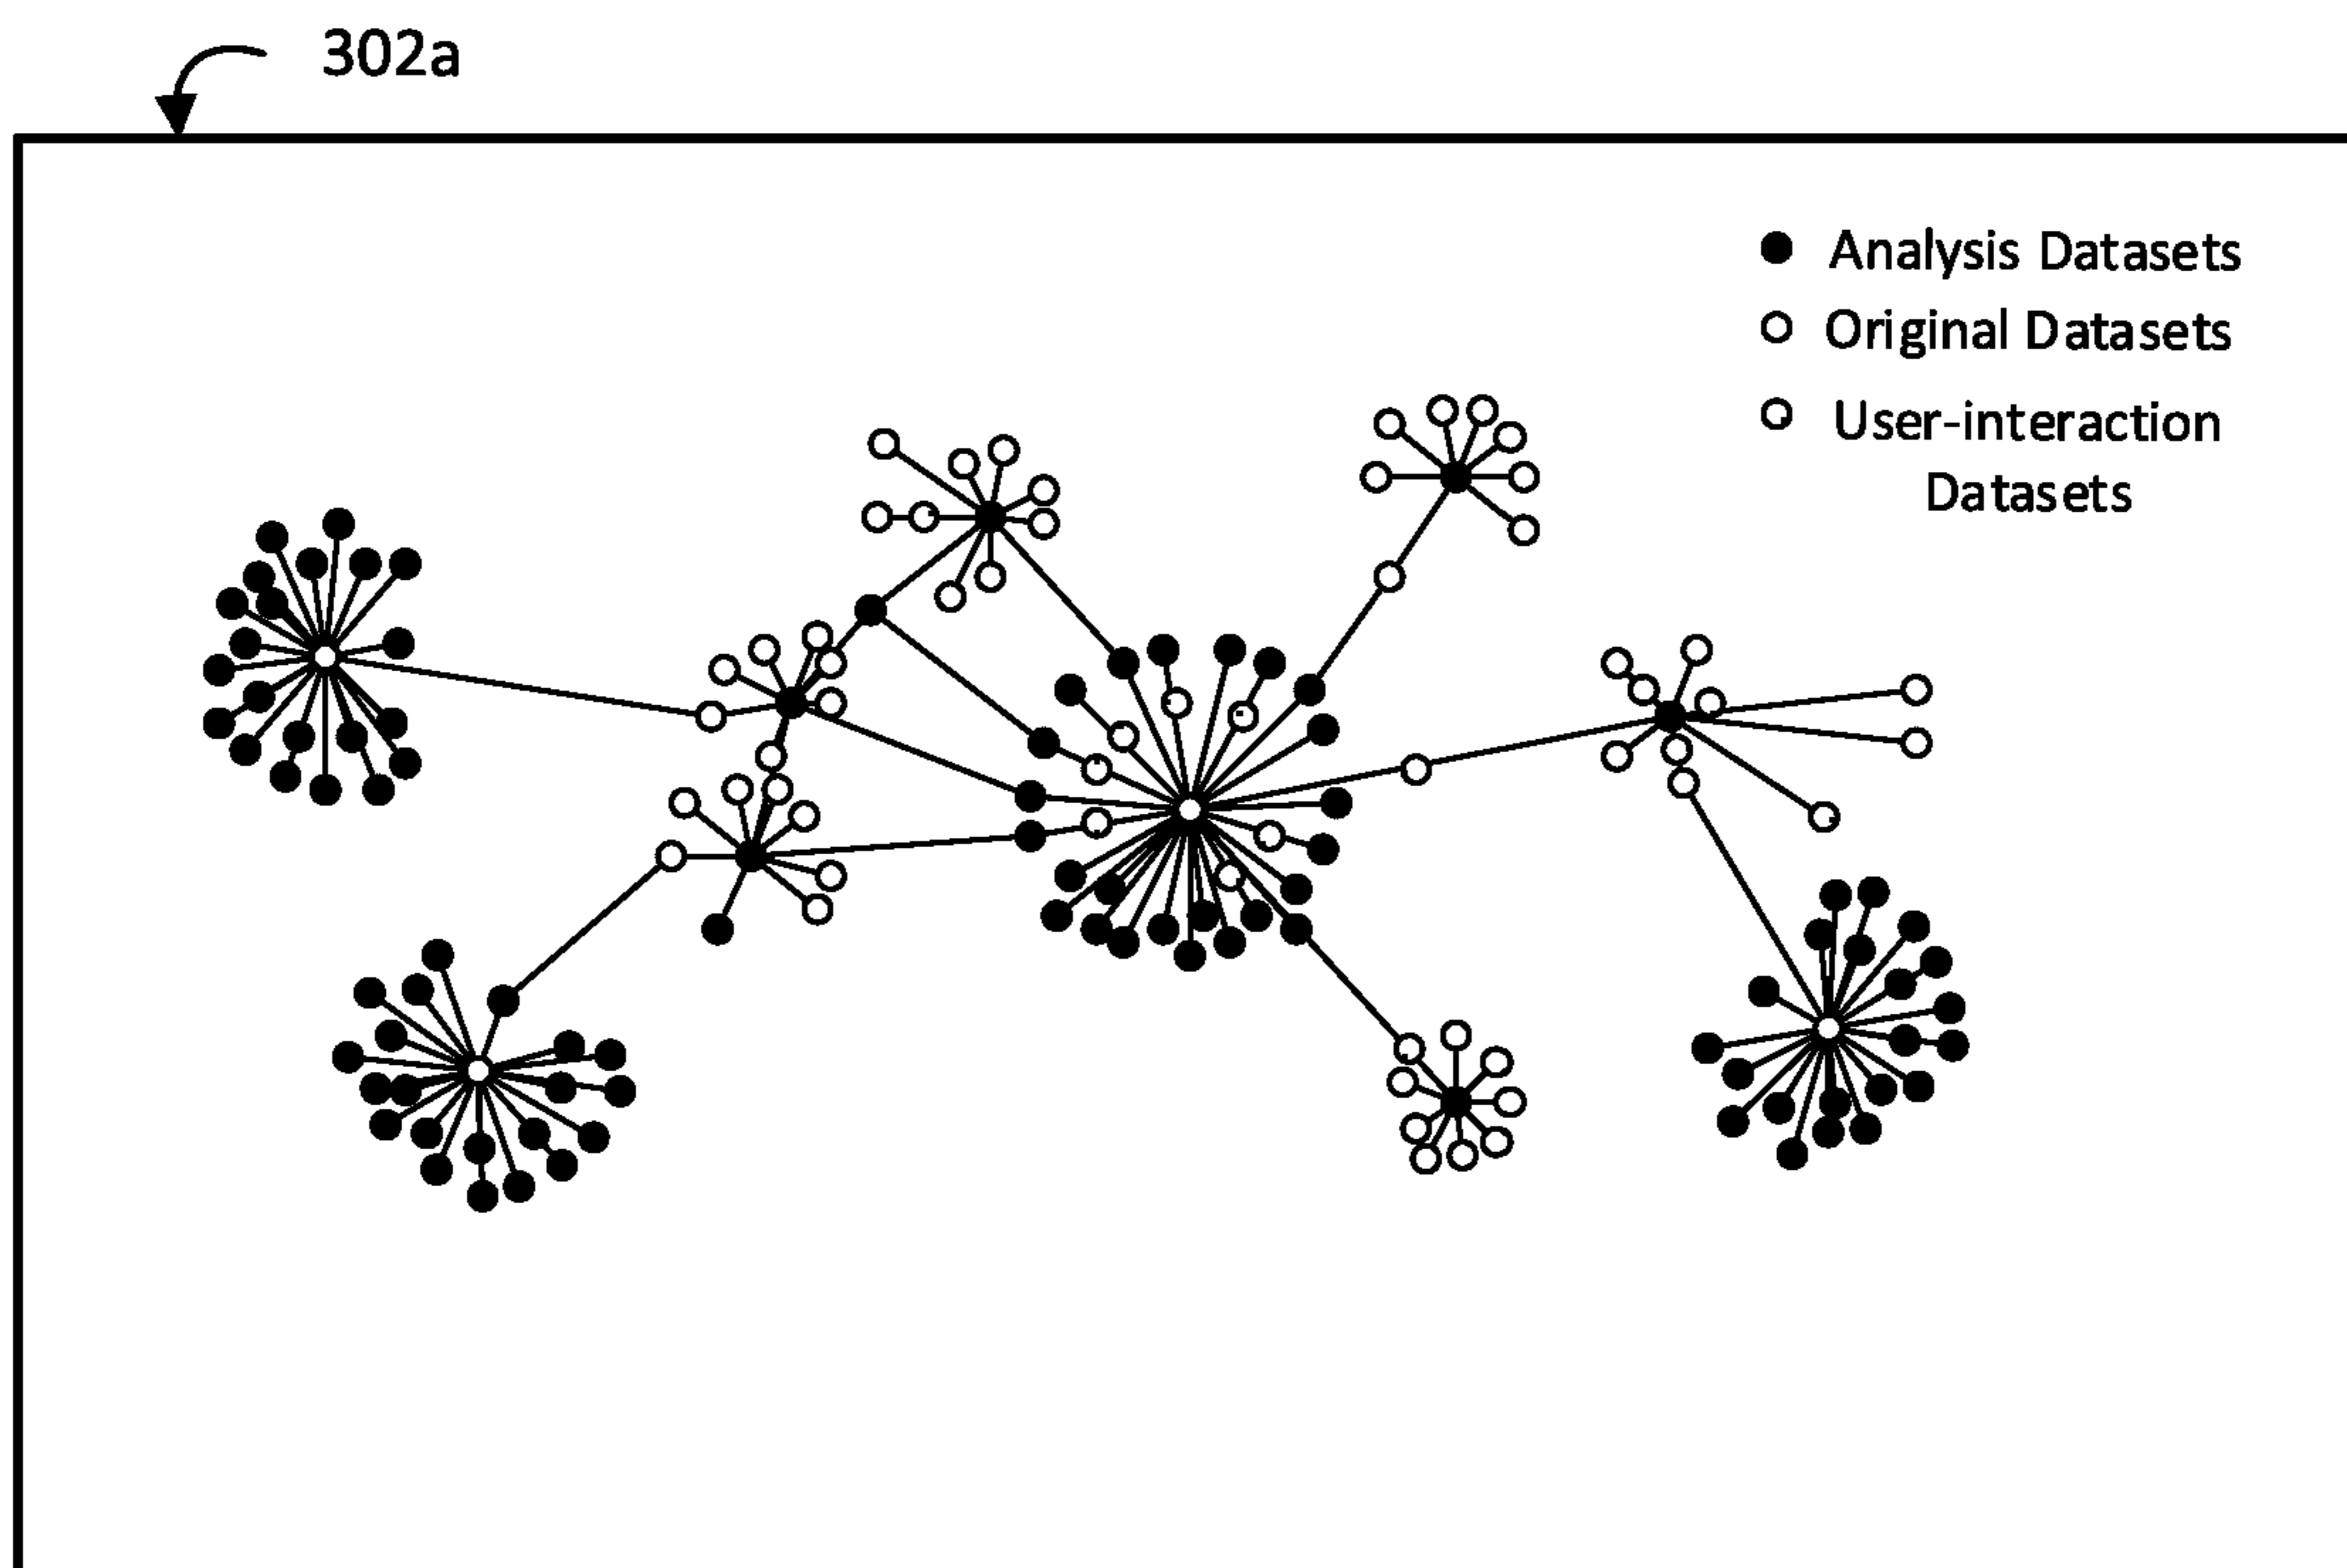 302a
Analysis Datasets
Original Datasets
User-interaction
Datasets